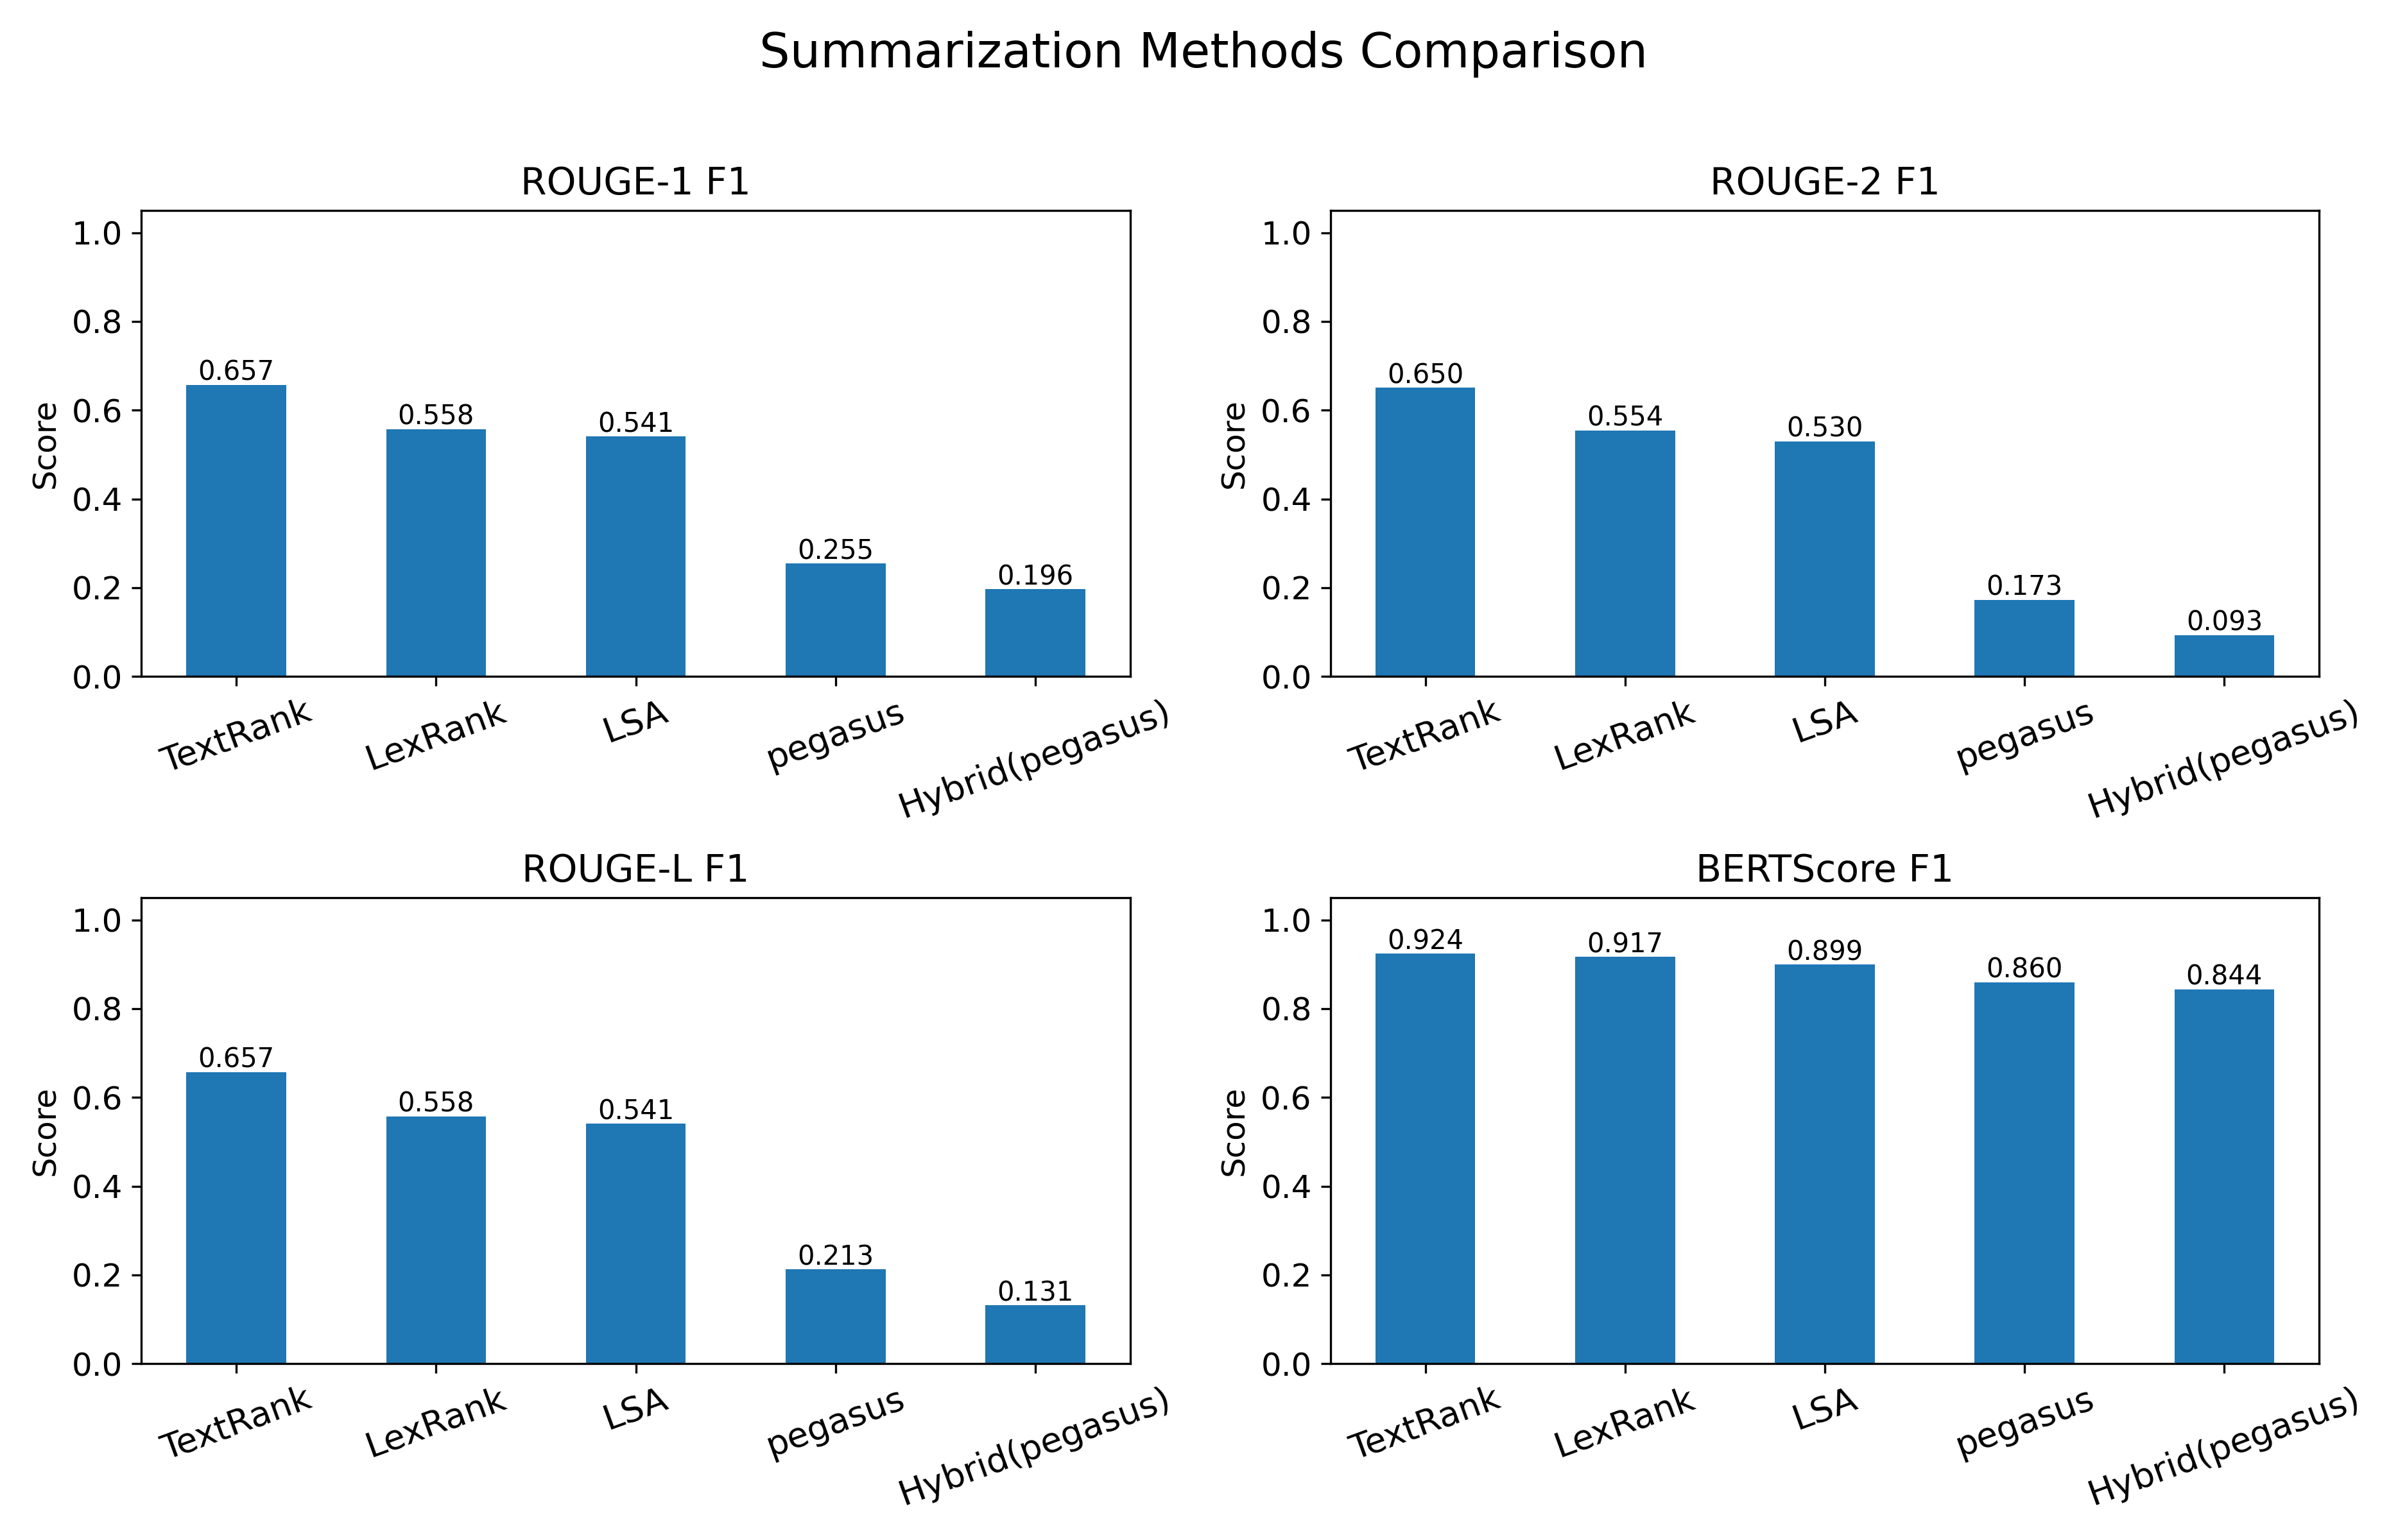 Summarization Methods Comparison
ROUGE-1 F1
Score
1.0
0.8
0.6
0.4
0.2
0.0
0.657
0.558
0.541
0.255
0.196
TextRank
LexRank
LSA
pegasus
Hybrid(pegasus)
ROUGE-2 F1
Score
1.0
0.8
0.6
0.4
0.2
0.0
0.650
0.554
0.530
0.173
0.093
TextRank
LexRank
LSA
pegasus
Hybrid(pegasus)
ROUGE-L F1
Score
1.0
0.8
0.6
0.4
0.2
0.0
0.657
0.558
0.541
0.213
0.131
TextRank
LexRank
LSA
pegasus
Hybrid(pegasus)
BERTScore F1
Score
1.0
0.8
0.6
0.4
0.2
0.0
0.924
0.917
0.899
0.860
0.844
TextRank
LexRank
LSA
pegasus
Hybrid(pegasus)